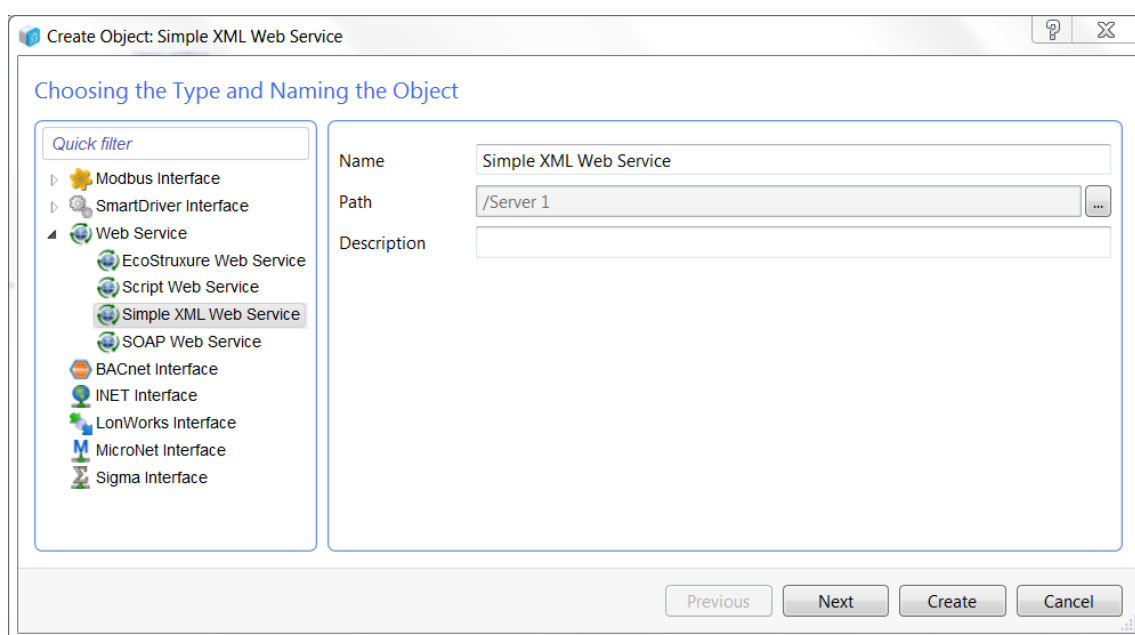 Create Object: Simple XML Web Service
Choosing the Type and Naming the Object
Quick filter
Modbus Interface
SmartDriver Interface
Web Service
EcoStruxure Web Service
Script Web Service
Simple XML Web Service
SOAP Web Service
BACnet Interface
INET Interface
LonWorks Interface
MicroNet Interface
Sigma Interface
Name Simple XML Web Service
Path /Server 1 ...
Description
Previous Next Create Cancel